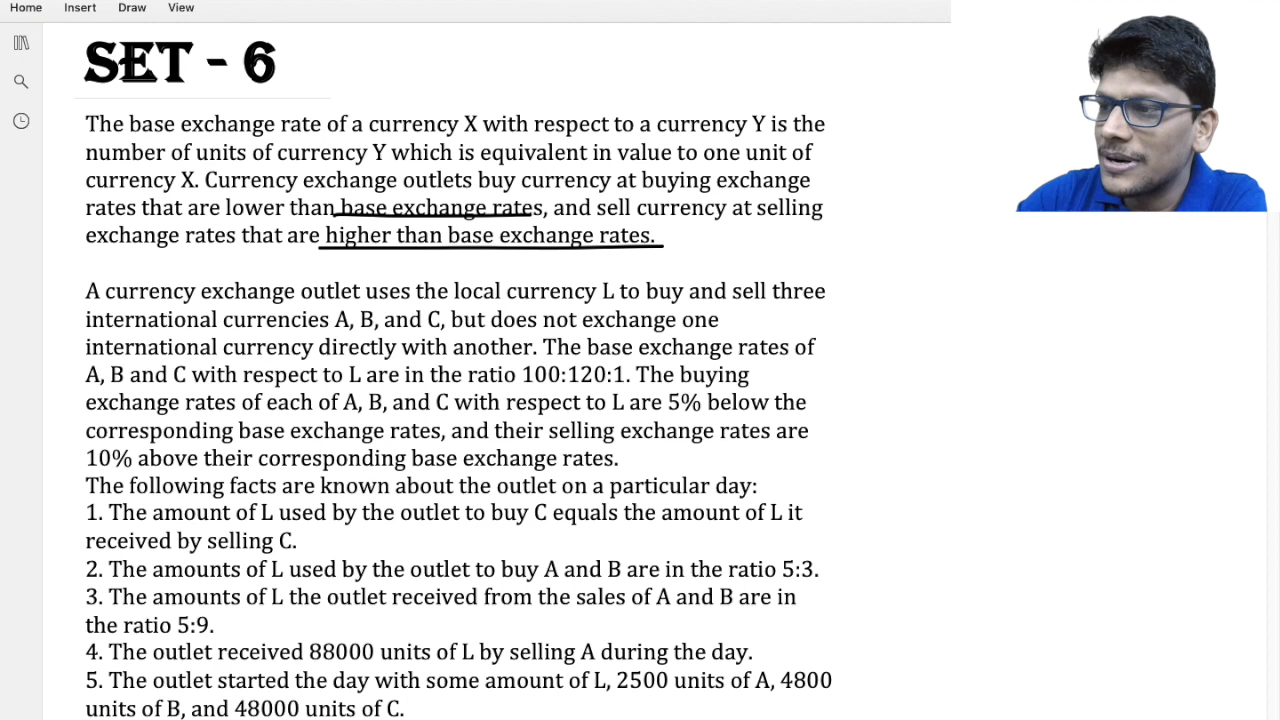 Home Insert Draw View
SET - 6
The base exchange rate of a currency X with respect to a currency Y is the
number of units of currency Y which is equivalent in value to one unit of
currency X. Currency exchange outlets buy currency at buying exchange
rates that are lower than base exchange rates, and sell currency at selling
exchange rates that are higher than base exchange rates.
A currency exchange outlet uses the local currency L to buy and sell three
international currencies A, B, and C, but does not exchange one
international currency directly with another. The base exchange rates of
A, B and C with respect to L are in the ratio 100:120:1. The buying
exchange rates of each of A, B, and C with respect to L are 5% below the
corresponding base exchange rates, and their selling exchange rates are
10% above their corresponding base exchange rates.
The following facts are known about the outlet on a particular day:
1. The amount of L used by the outlet to buy C equals the amount of L it
received by selling C.
2. The amounts of L used by the outlet to buy A and B are in the ratio 5:3.
3. The amounts of L the outlet received from the sales of A and B are in
the ratio 5:9.
4. The outlet received 88000 units of L by selling A during the day.
5. The outlet started the day with some amount of L, 2500 units of A, 4800
units of B, and 48000 units of C.